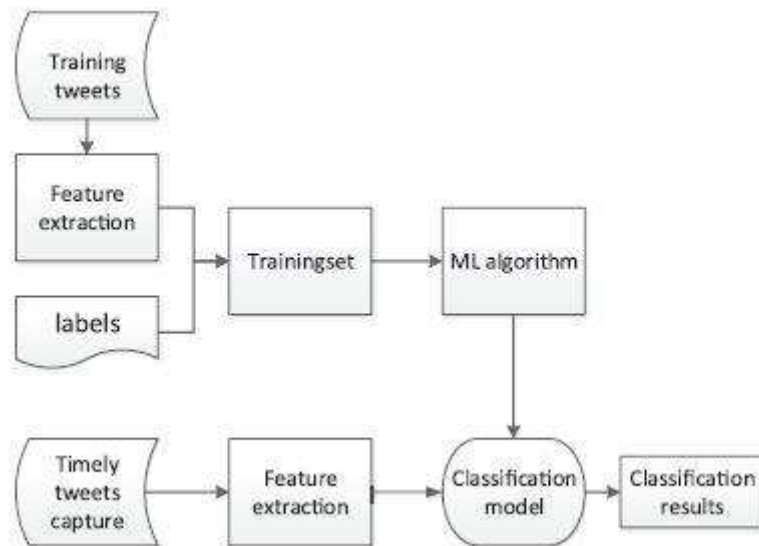 Training
tweets
Feature
extraction
labels
Trainingset
ML algorithm
Timely
tweets
capture
Feature
extraction
Classification
model
Classification
results